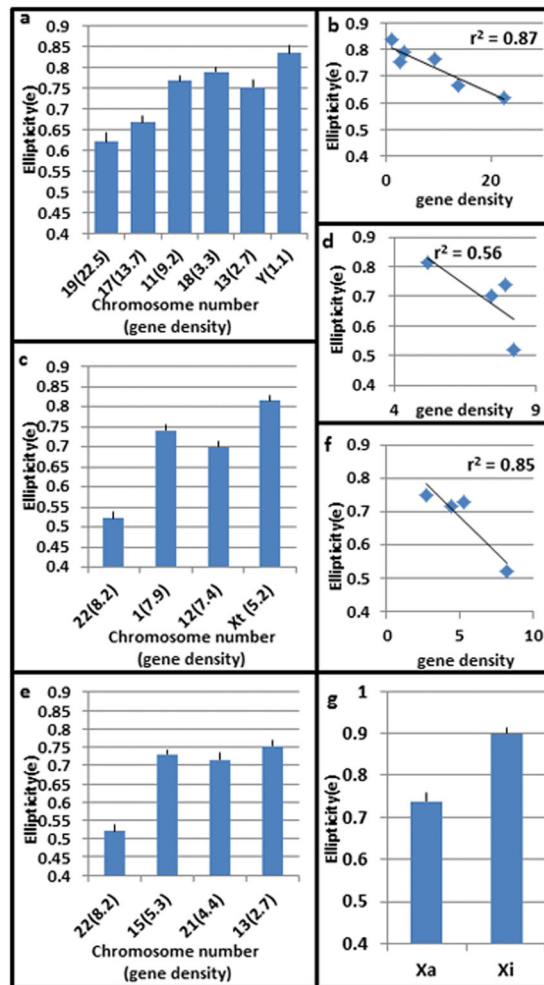 a
Ellipticity(e)
0.9
0.85
0.8
0.75
0.7
0.65
0.6
0.55
0.5
0.45
0.4
19(22.5)
17(13.7)
11(9.2)
18(3.3)
13(2.7)
Y(1.1)
Chromosome number
(gene density)
b
r² = 0.87
Ellipticity(e)
0.9
0.8
0.7
0.6
0.5
0.4
0
20
gene density
c
Ellipticity(e)
0.9
0.85
0.8
0.75
0.7
0.65
0.6
0.55
0.5
0.45
0.4
22(8.2)
1(7.9)
12(7.4)
Xt (5.2)
Chromosome number
(gene density)
d
r² = 0.56
Ellipticity(e)
0.9
0.8
0.7
0.6
0.5
0.4
4
9
gene density
e
Ellipticity(e)
0.9
0.85
0.8
0.75
0.7
0.65
0.6
0.55
0.5
0.45
0.4
22(8.2)
15(5.3)
21(4.4)
13(2.7)
Chromosome number
(gene density)
f
r² = 0.85
Ellipticity(e)
0.9
0.8
0.7
0.6
0.5
0.4
0
5
10
gene density
g
Ellipticity(e)
1
0.9
0.8
0.7
0.6
0.5
0.4
Xa
Xi